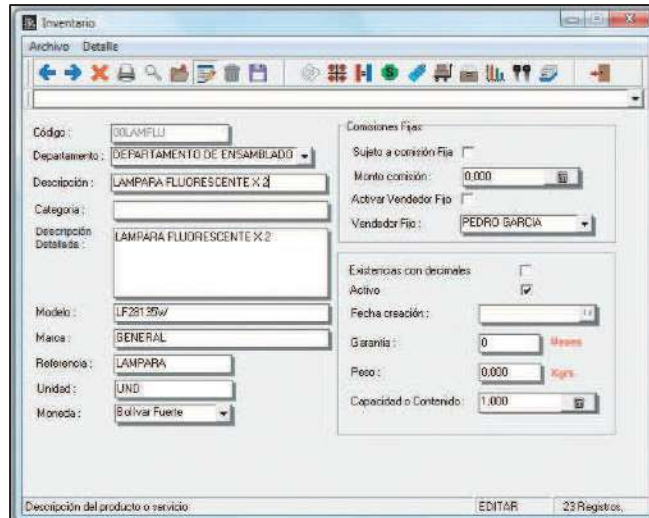 Inventario
Archivo Detalle
Código : 00LAMFLU
Departamento : DEPARTAMENTO DE ENSAMBLADO
Descripción : LAMPARA FLUORESCENTE X 2
Categoria :
Descripción Detallada : LAMPARA FLUORESCENTE X 2
Modelo : LF28135W
Marca : GENERAL
Referencia : LAMPARA
Unidad : UND
Moneda : Bolivar Fuerte
Comisiones Fijas
Sujeto a comisión Fija
Monto comisión : 0,000
Activar Vendedor Fijo
Vendedor Fijo : PEDRO GARCIA
Existencias con decimales
Activo
Fecha creación :
Garantia : 0 Meses
Peso : 0,000 Kgrs
Capacidad o Contenido : 1,000
Descripción del producto o servicio EDITAR 23 Registros,